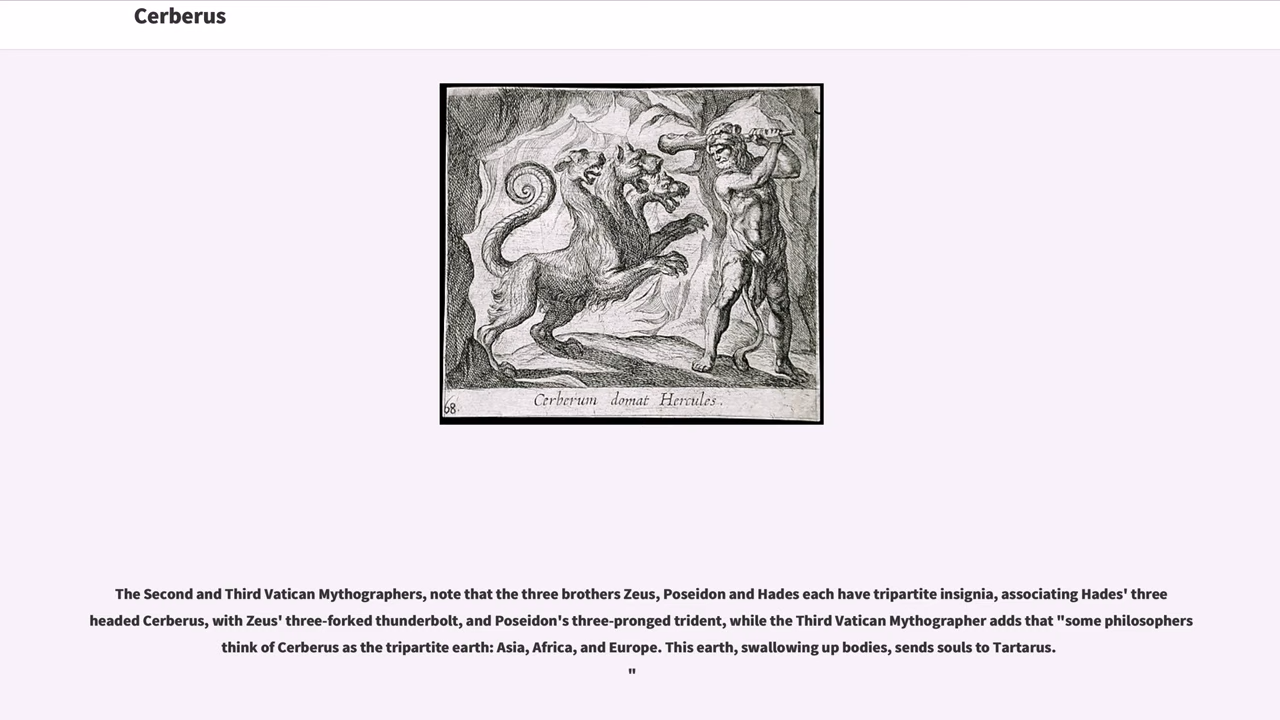 Cerberus
Cerberum domat Hercules.
68.
The Second and Third Vatican Mythographers, note that the three brothers Zeus, Poseidon and Hades each have tripartite insignia, associating Hades' three
headed Cerberus, with Zeus' three-forked thunderbolt, and Poseidon's three-pronged trident, while the Third Vatican Mythographer adds that "some philosophers
think of Cerberus as the tripartite earth: Asia, Africa, and Europe. This earth, swallowing up bodies, sends souls to Tartarus.
"